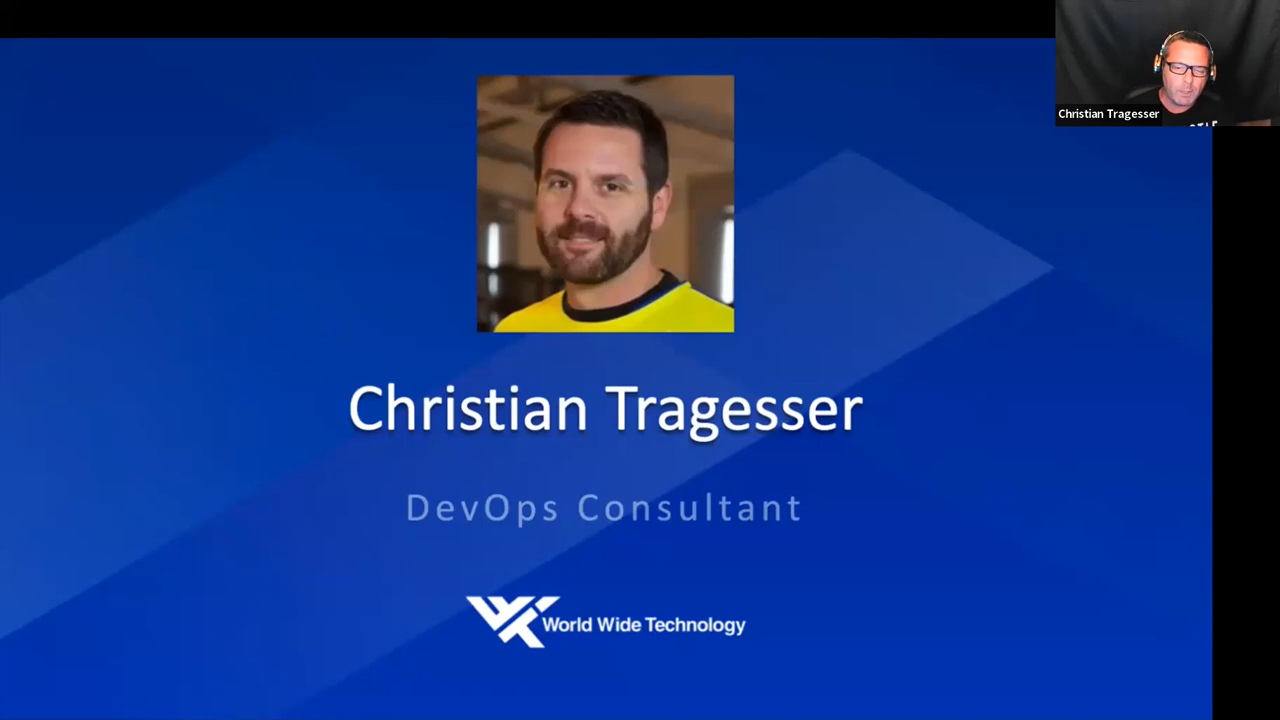 Christian Tragesser
Christian Tragesser
DevOps Consultant
World Wide Technology